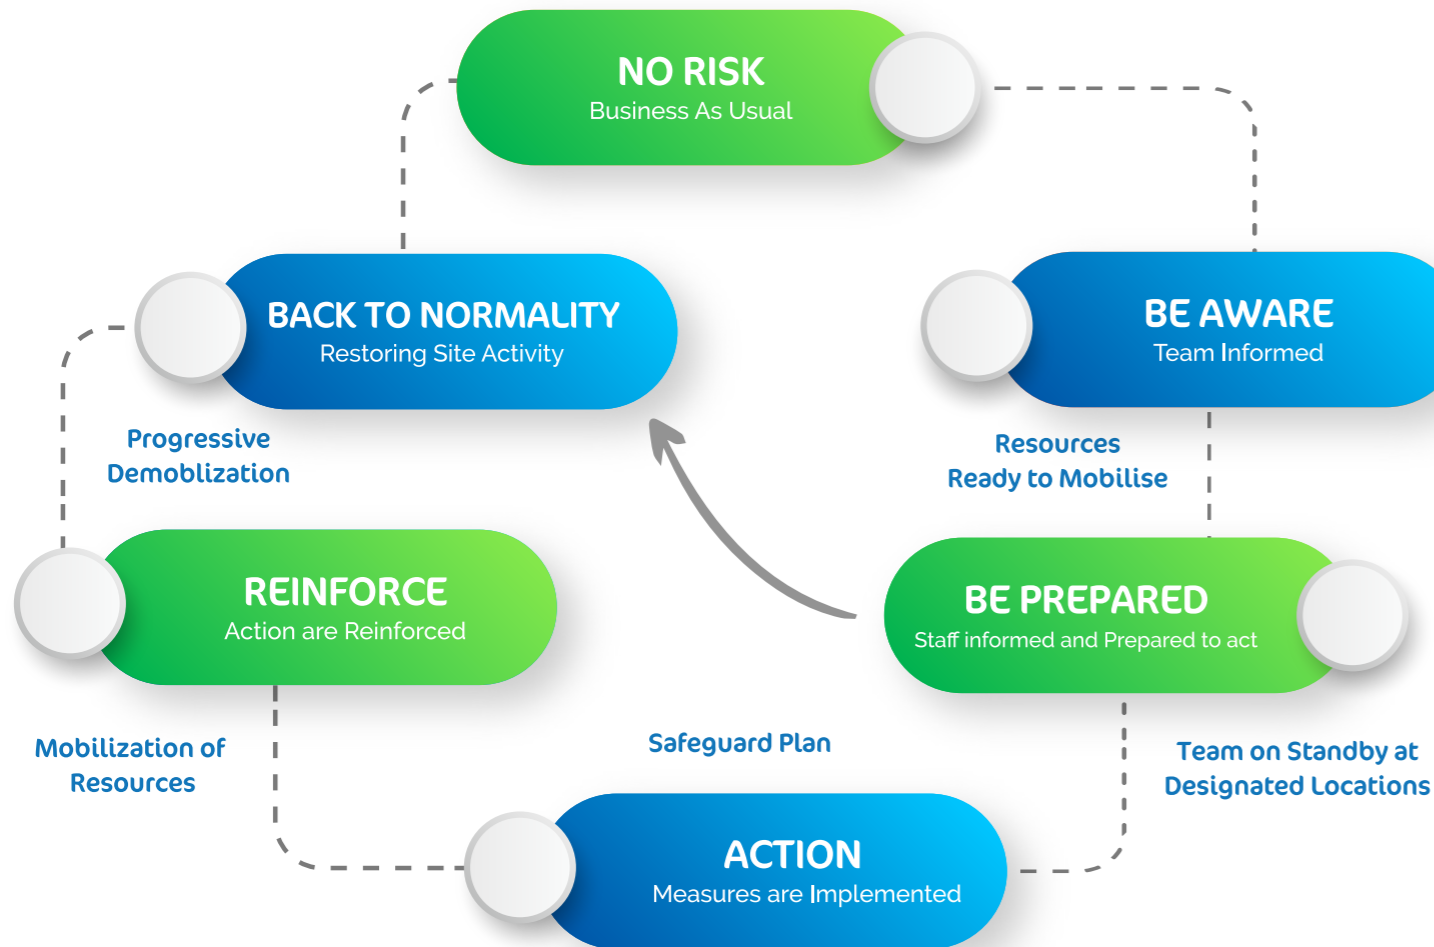 NO RISK
Business As Usual
BACK TO NORMALITY
Restoring Site Activity
BE AWARE
Team Informed
Progressive
Demoblization
Resources
Ready to Mobilise
REINFORCE
Action are Reinforced
BE PREPARED
Staff informed and Prepared to act
Mobilization of
Resources
Safeguard Plan
Team on Standby at
Designated Locations
ACTION
Measures are Implemented